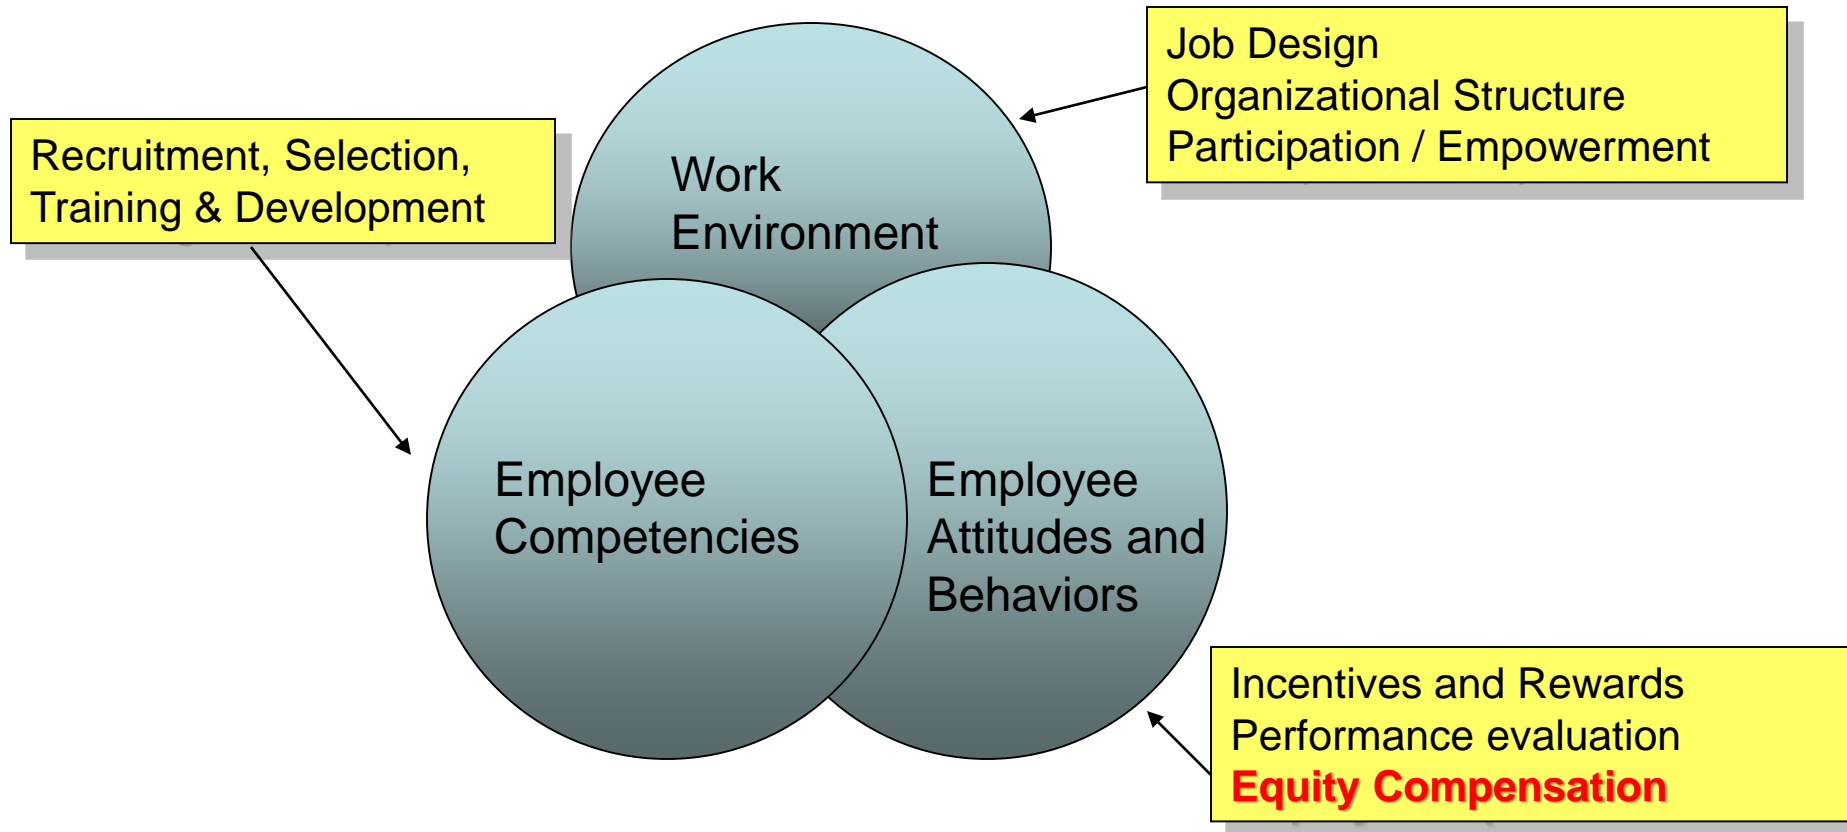 Job Design
Organizational Structure
Participation / Empowerment
Recruitment, Selection,
Training & Development
Work
Environment
Employee
Competencies
Employee
Attitudes and
Behaviors
Incentives and Rewards
Performance evaluation
Equity Compensation